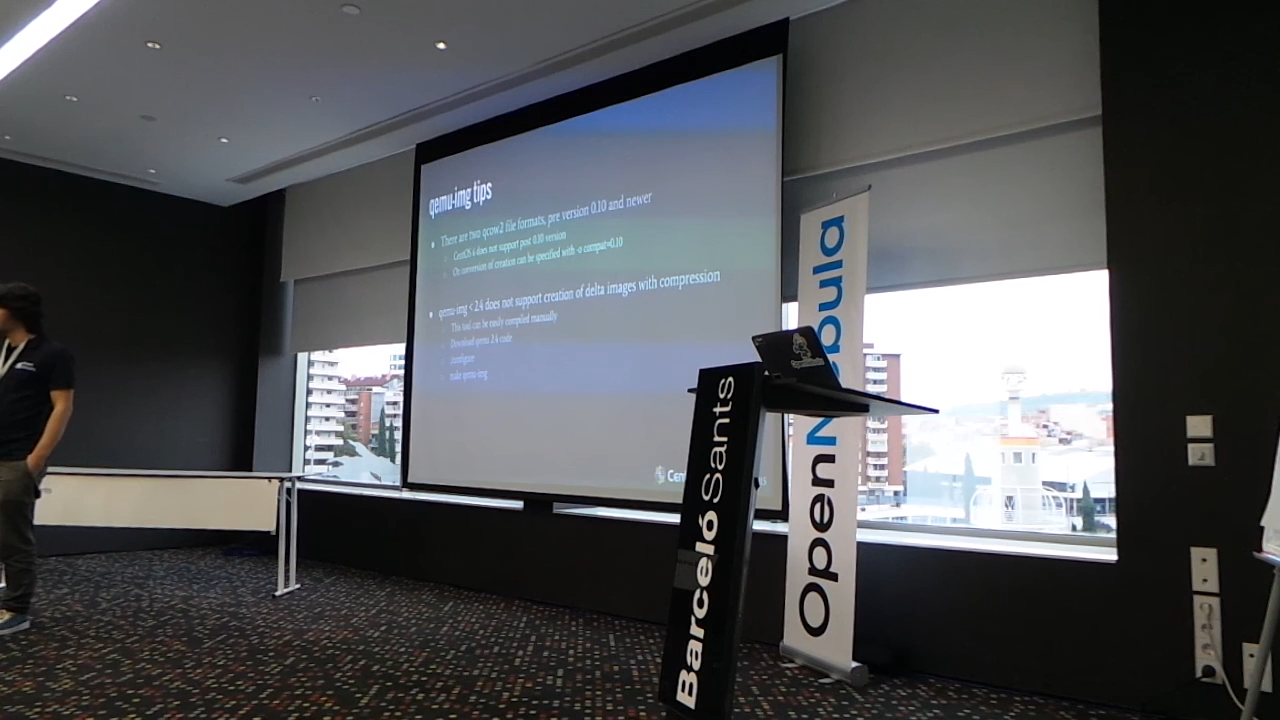 qemu-img tips
There are two qcow2 file formats, pre version 0.10 and newer
CentOS 6 does not support post 0.10 version
On conversion of creation can be specified with -o compat=0.10
qemu-img < 2.4 does not support creation of delta images with compression
This tool can be easily compiled manually
Download qemu 2.4 code
./configure
make qemu-img
Cen
Barceló Sants
OpenNebula